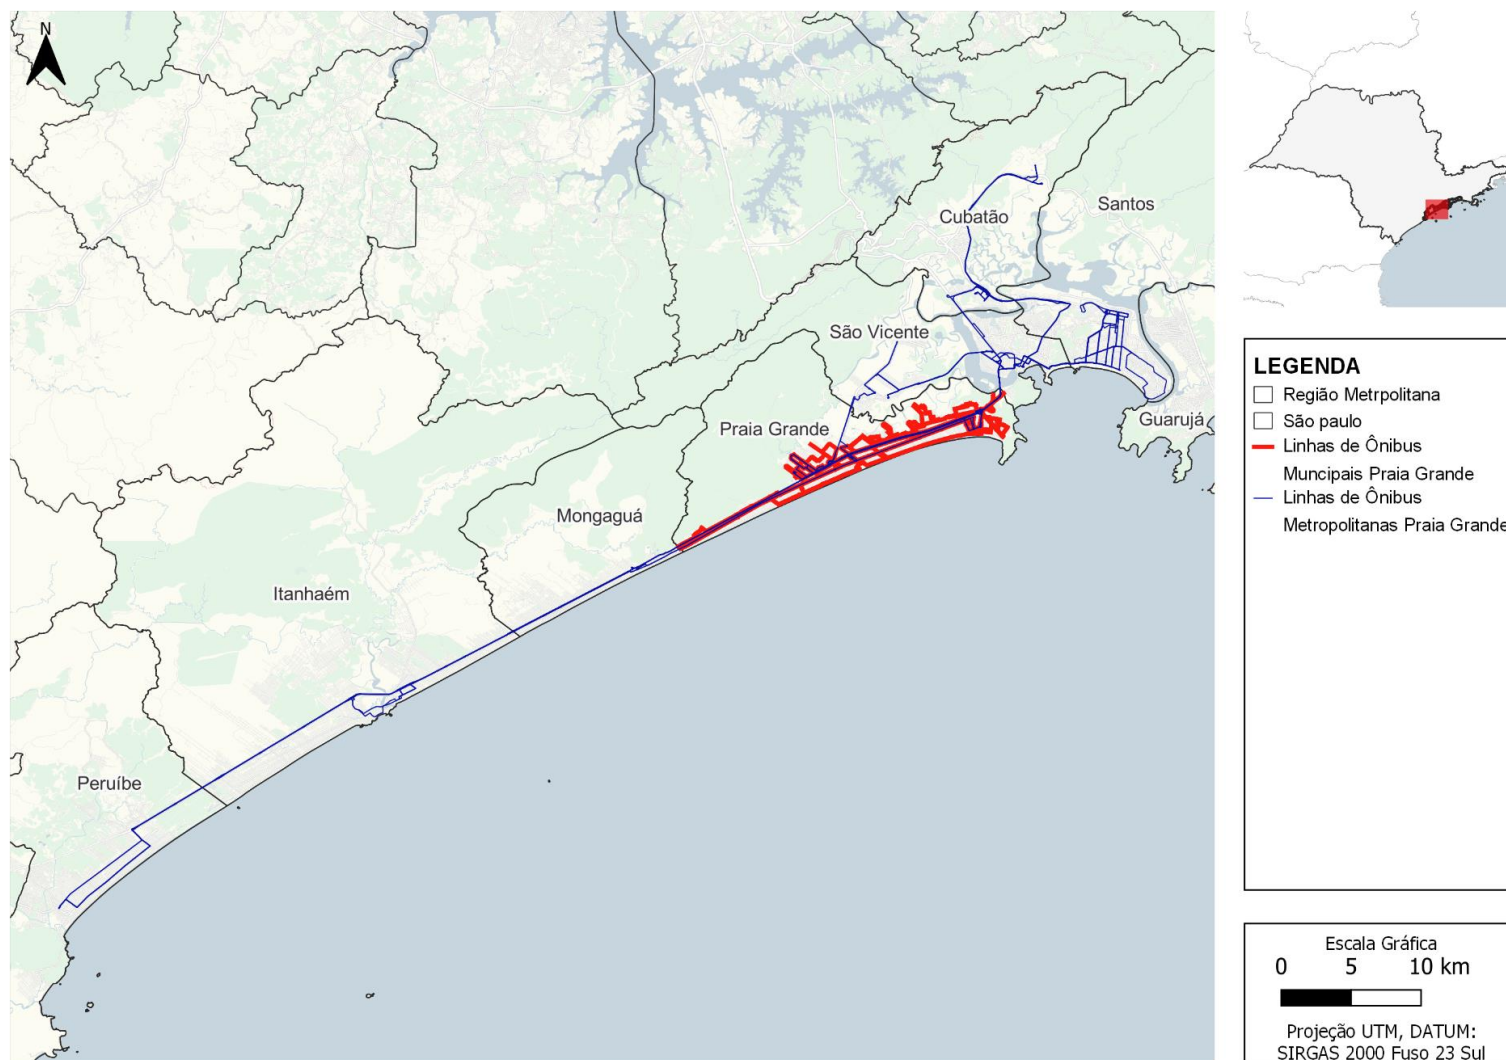 N
Cubatão
Santos
São Vicente
Guarujá
Praia Grande
Mongaguá
Itanhaém
Peruíbe
LEGENDA
Região Metrpolitana
São paulo
Linhas de Ônibus
Muncipais Praia Grande
Linhas de Ônibus
Metropolitanas Praia Grande
Escala Gráfica
0 5 10 km
Projeção UTM, DATUM:
SIRGAS 2000 Fuso 23 Sul